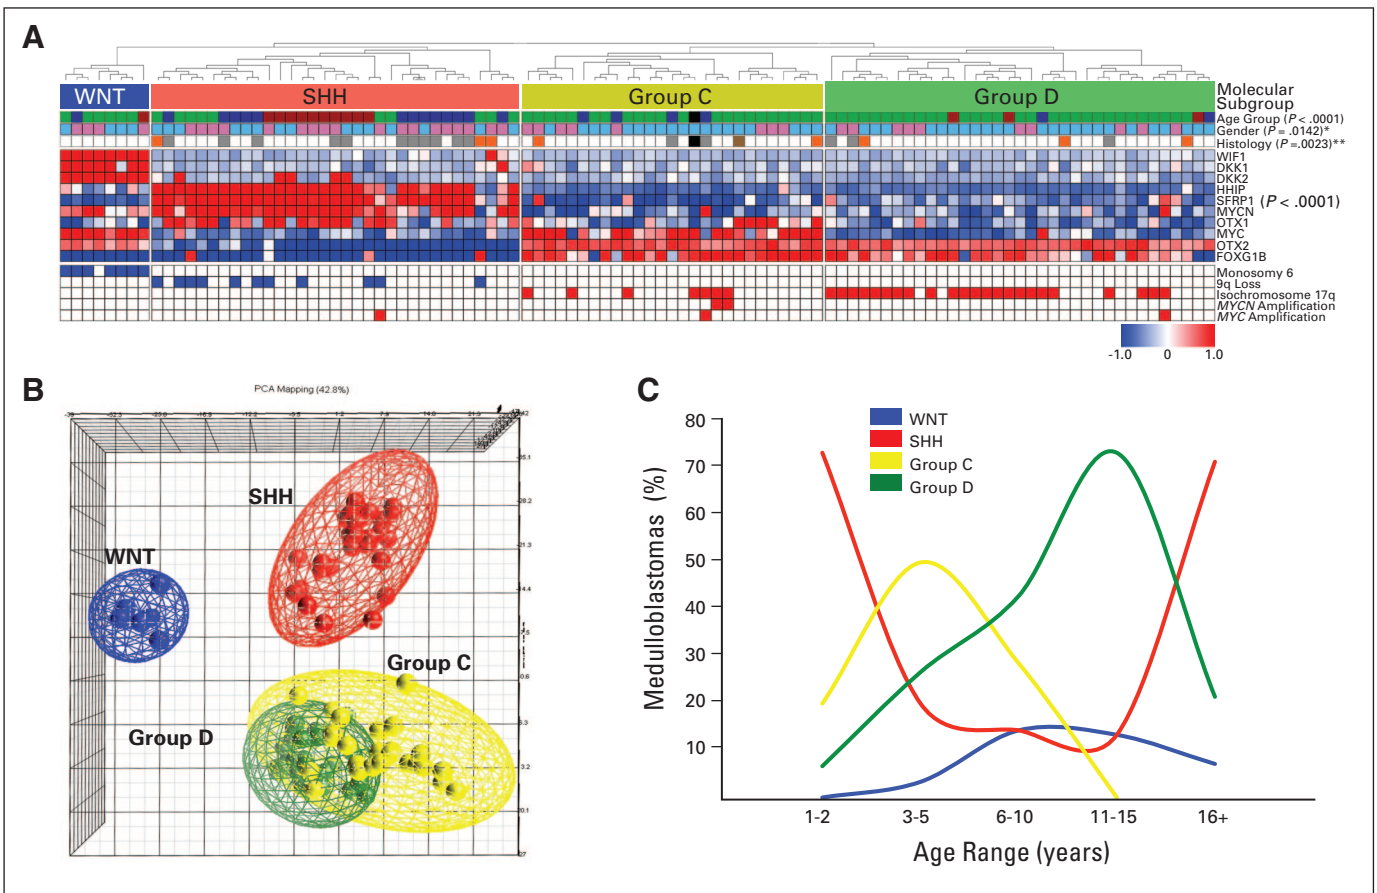 A
WNT
SHH
Group C
Group D
Molecular
Subgroup
Age Group (P < .0001)
Gender (P = .0142)*
Histology (P =.0023)**
WIF1
DKK1
DKK2
HHIP
SFRP1 (P < .0001)
MYCN
OTX1
MYC
OTX2
FOXG1B
Monosomy 6
9q Loss
Isochromosome 17q
MYCN Amplification
MYC Amplification
-1.0 0 1.0
B
PCA Mapping (42.8%)
SHH
WNT
Group C
Group D
C
WNT
SHH
Group C
Group D
80
70
60
50
40
30
20
10
Medulloblastomas (%)
1-2 3-5 6-10 11-15 16+
Age Range (years)